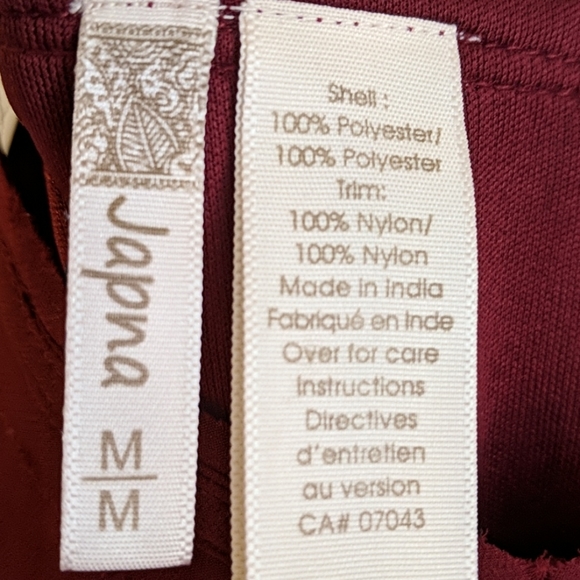 Japna
M
M
Shell :
100% Polyester/
100% Polyester
Trim:
100% Nylon/
100% Nylon
Made in India
Fabriqué en Inde
Over for care
Instructions
Directives
d'entretien
au version
CA# 07043